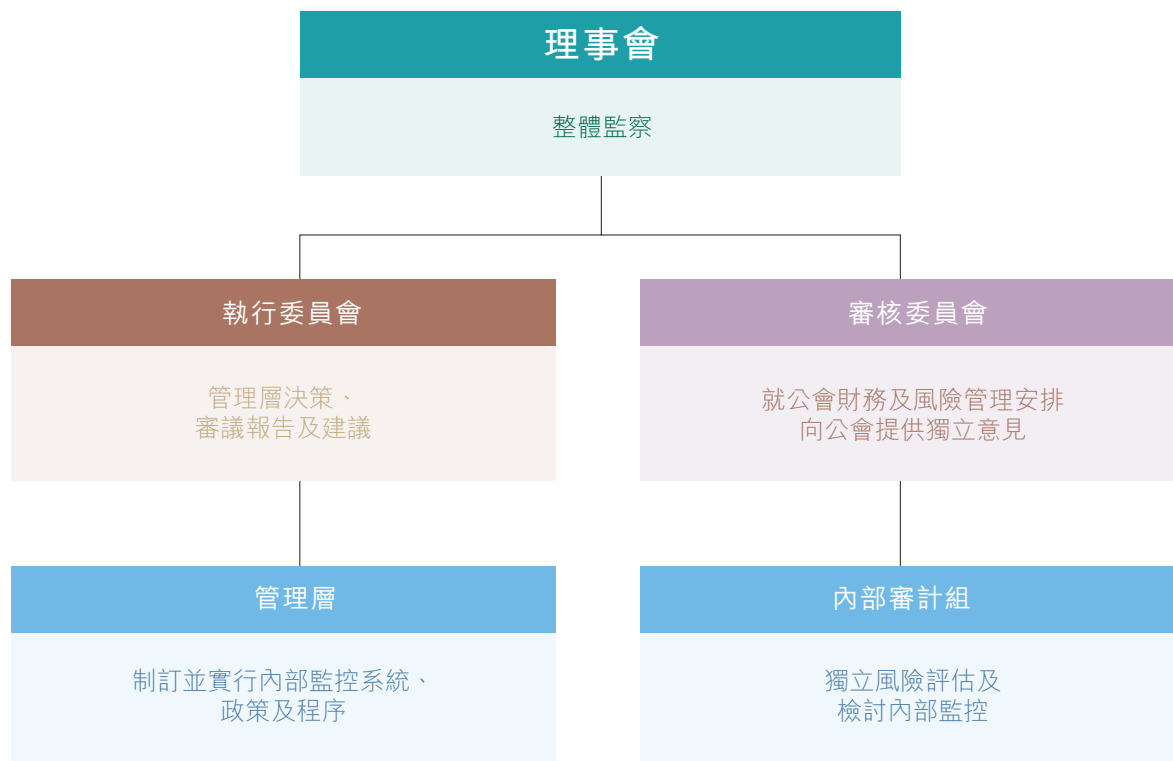 理事會
整體監察
執行委員會
管理層決策、
審議報告及建議
審核委員會
就公會財務及風險管理安排
向公會提供獨立意見
管理層
制訂並實行內部監控系統、
政策及程序
內部審計組
獨立風險評估及
檢討內部監控